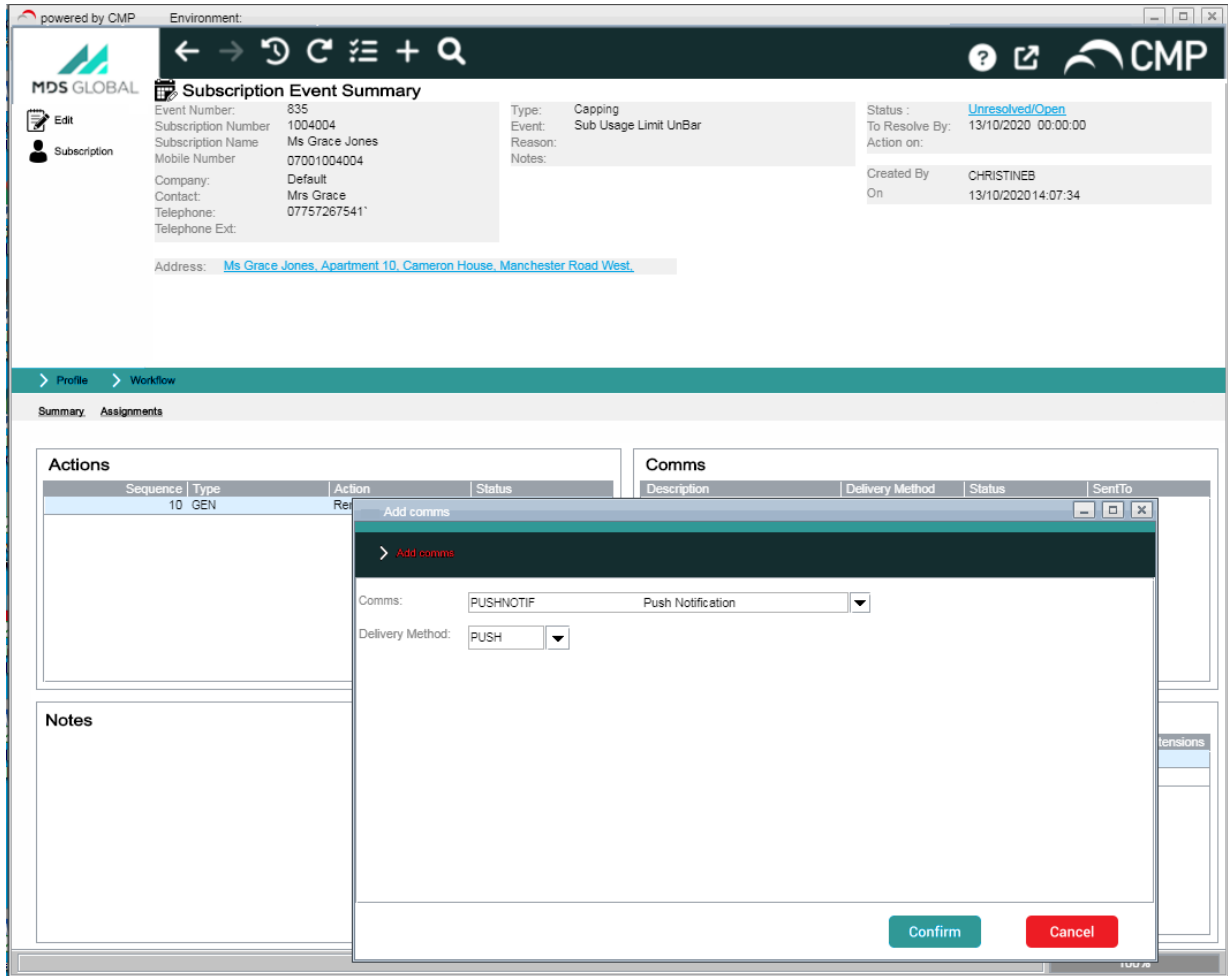 powered by CMP Environment:
MDS GLOBAL
CMP
Edit
Subscription
Subscription Event Summary
Event Number: 835
Subscription Number 1004004
Subscription Name Ms Grace Jones
Mobile Number 07001004004
Company: Default
Contact: Mrs Grace
Telephone: 07757267541`
Telephone Ext:
Type: Capping
Event: Sub Usage Limit UnBar
Reason:
Notes:
Status : Unresolved/Open
To Resolve By: 13/10/2020 00:00:00
Action on:
Created By CHRISTINEB
On 13/10/202014:07:34
Address: Ms Grace Jones, Apartment 10, Cameron House, Manchester Road West,
Profile Workflow
Summary Assignments
Actions
Sequence Type Action Status
10 GEN
Comms
Description Delivery Method Status SentTo
Add comms
Add comms
Comms: PUSHNOTIF Push Notification
Delivery Method: PUSH
Confirm Cancel
Notes
tensions
100%